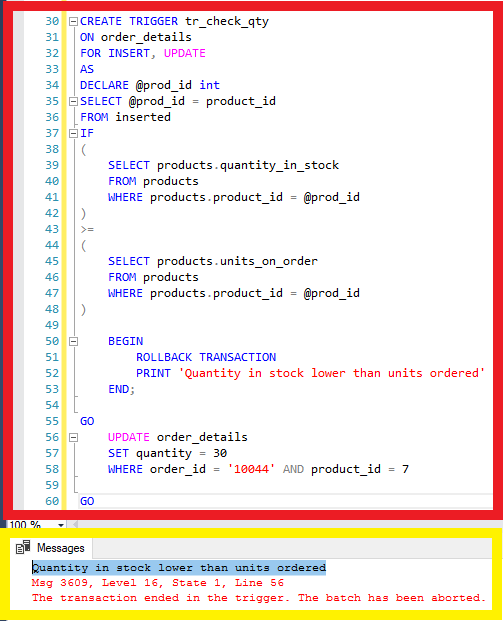 30 CREATE TRIGGER tr_check_qty
31 ON order_details
32 FOR INSERT, UPDATE
33 AS
34 DECLARE @prod_id int
35 SELECT @prod_id = product_id
36 FROM inserted
37 IF
38 (
39 SELECT products.quantity_in_stock
40 FROM products
41 WHERE products.product_id = @prod_id
42 )
43 >=
44 (
45 SELECT products.units_on_order
46 FROM products
47 WHERE products.product_id = @prod_id
48 )
49
50 BEGIN
51 ROLLBACK TRANSACTION
52 PRINT 'Quantity in stock lower than units ordered'
53 END;
54
55 GO
56 UPDATE order_details
57 SET quantity = 30
58 WHERE order_id = '10044' AND product_id = 7
59
60 GO
100 %
Messages
Quantity in stock lower than units ordered
Msg 3609, Level 16, State 1, Line 56
The transaction ended in the trigger. The batch has been aborted.